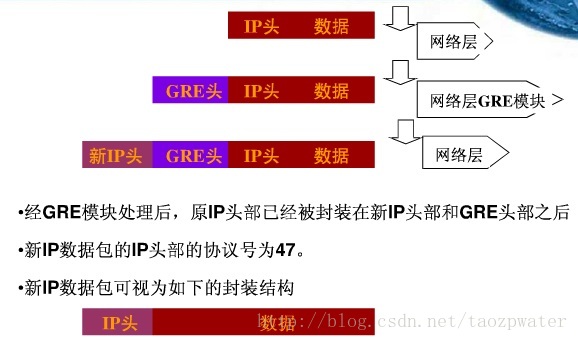 IP头 数据
网络层
GRE头 IP头 数据
网络层GRE模块
新IP头 GRE头 IP头 数据
网络层
•经GRE模块处理后，原IP头部已经被封装在新IP头部和GRE头部之后
•新IP数据包的IP头部的协议号为47。
•新IP数据包可视为如下的封装结构
IP头 数据
http://blog.csdn.net/taozpwater